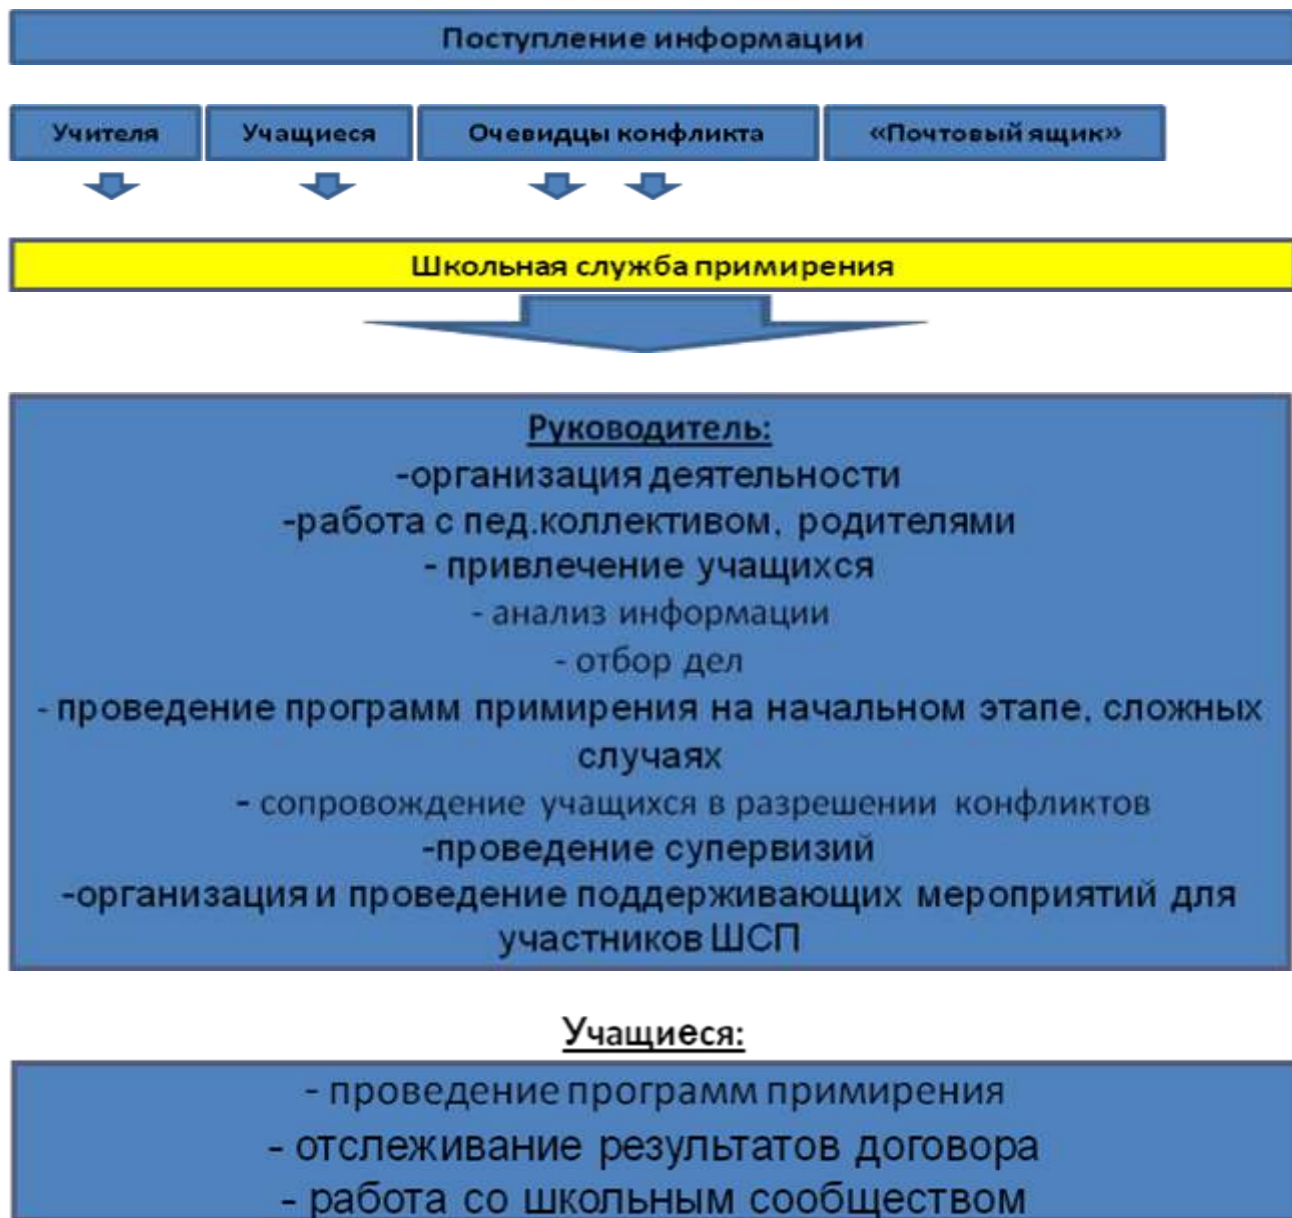 Поступление информации
Учителя
Учащиеся
Очевидцы конфликта
«Почтовый ящик»
Школьная служба примирения
Руководитель:
-организация деятельности
-работа с пед.коллективом, родителями
- привлечение учащихся
- анализ информации
- отбор дел
- проведение программ примирения на начальном этапе, сложных
случаях
- сопровождение учащихся в разрешении конфликтов
-проведение супервизий
-организация и проведение поддерживающих мероприятий для
участников ШСП
Учащиеся:
- проведение программ примирения
- отслеживание результатов договора
- работа со школьным сообществом